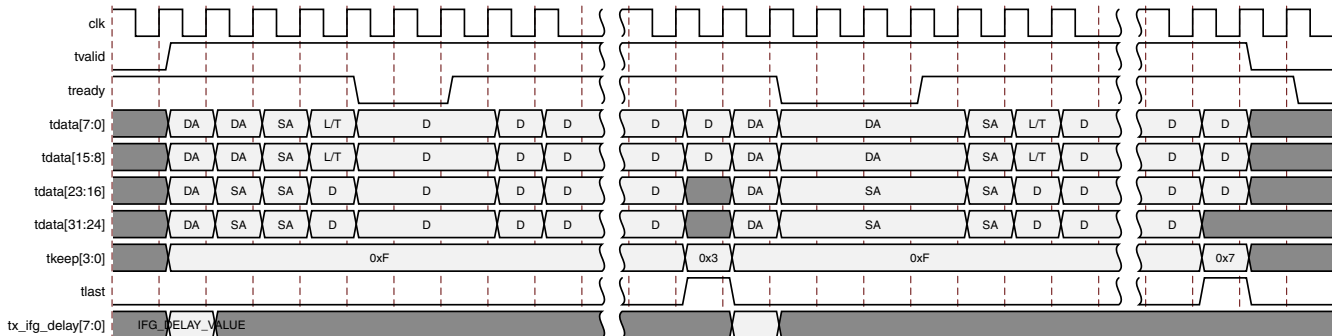 clk
tvalid
tready
tdata[7:0] DA DA SA L/T D D D D D DA DA SA L/T D D D
tdata[15:8] DA DA SA L/T D D D D D DA DA SA L/T D D D
tdata[23:16] DA SA SA D D D D D DA SA SA D D D D
tdata[31:24] DA SA SA D D D D D DA SA SA D D D
tkeep[3:0] 0xF 0x3 0xF 0x7
tlast
tx_ifg_delay[7:0] IFG_DELAY_VALUE